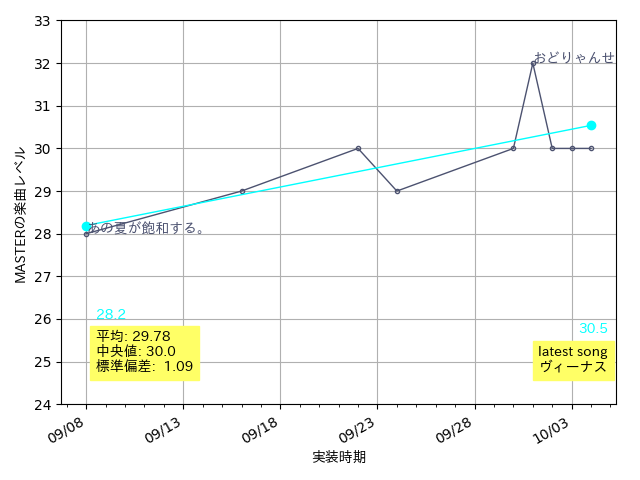 33
32
31
30
29
28
27
26
25
24
MASTERの楽曲レベル
おどりゃんせ
あの夏が飽和する。
28.2
平均: 29.78
中央値: 30.0
標準偏差: 1.09
30.5
latest song
ヴィーナス
09/08
09/13
09/18
09/23
09/28
10/03
実装時期